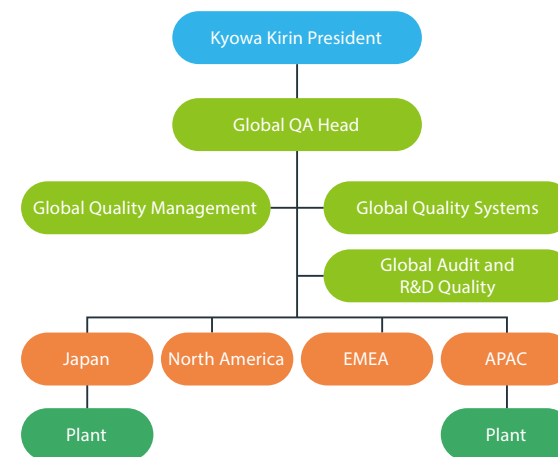 Kyowa Kirin President
Global QA Head
Global Quality Management
Global Quality Systems
Global Audit and
R&D Quality
Japan
North America
EMEA
APAC
Plant
Plant